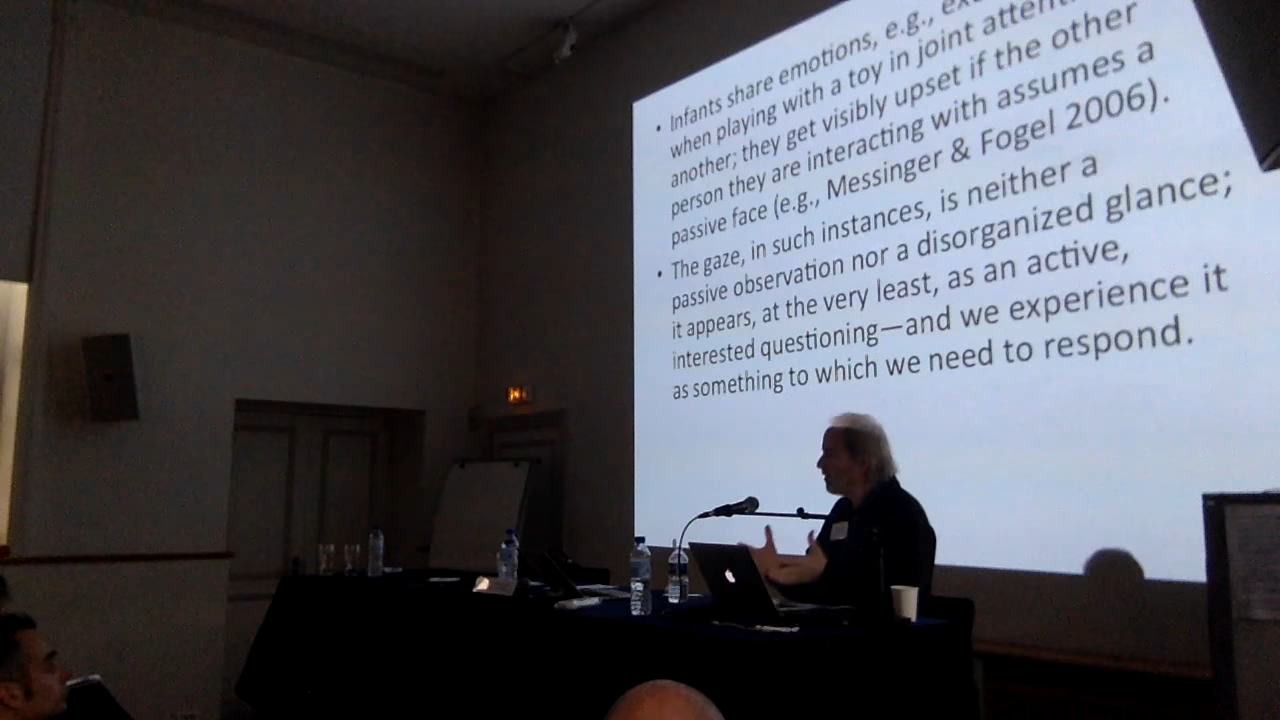 • Infants share emotions, e.g.,
when playing with a toy in joint
another; they get visibly upset if the other
person they are interacting with assumes a
passive face (e.g., Messinger & Fogel 2006).
• The gaze, in such instances, is neither a
passive observation nor a disorganized glance;
it appears, at the very least, as an active,
interested questioning—and we experience it
as something to which we need to respond.